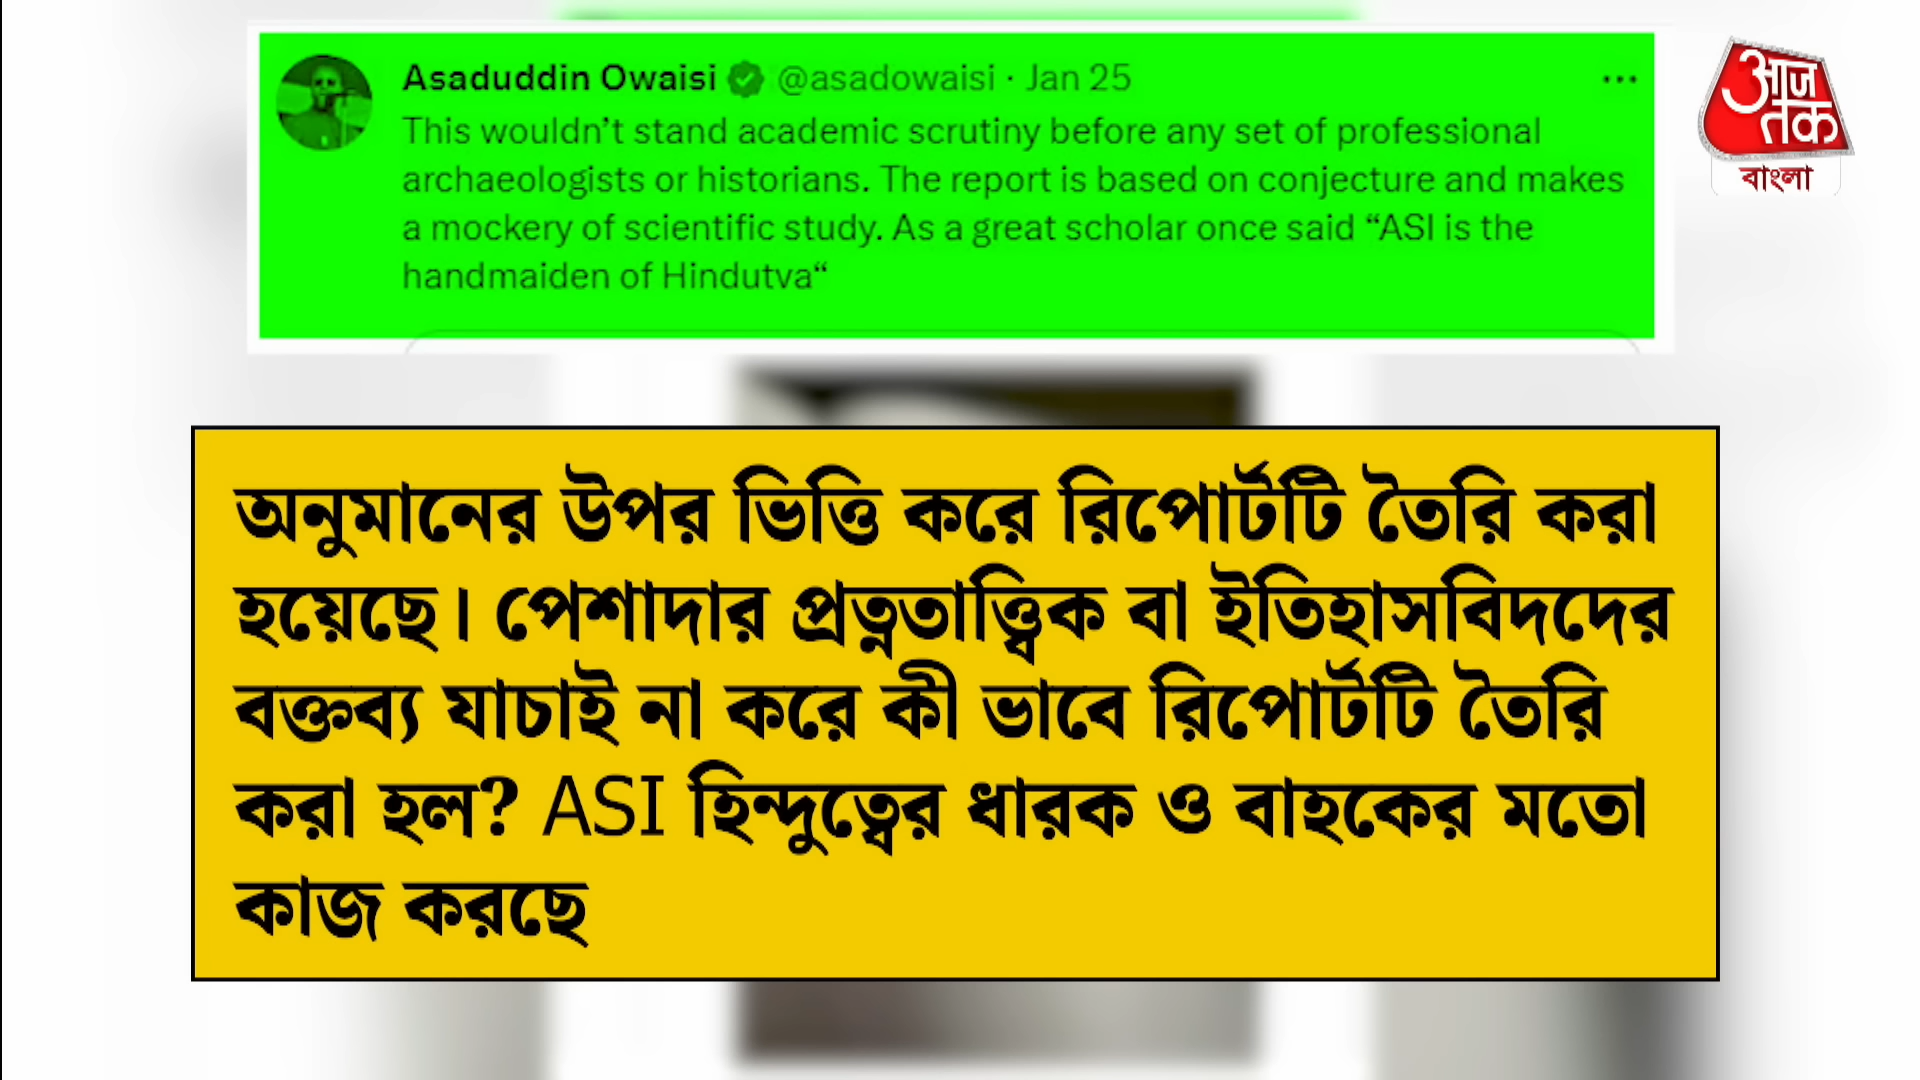 Asaduddin Owaisi @asadowaisi · Jan 25 ...
This wouldn’t stand academic scrutiny before any set of professional
archaeologists or historians. The report is based on conjecture and makes
a mockery of scientific study. As a great scholar once said “ASI is the
handmaiden of Hindutva“
आज
तक
বাংলা
অনুমানের উপর ভিত্তি করে রিপোর্টটি তৈরি করা
হয়েছে। পেশাদার প্রত্নতাত্ত্বিক বা ইতিহাসবিদদের
বক্তব্য যাচাই না করে কী ভাবে রিপোর্টটি তৈরি
করা হল? ASI হিন্দুত্বের ধারক ও বাহকের মতো
কাজ করছে